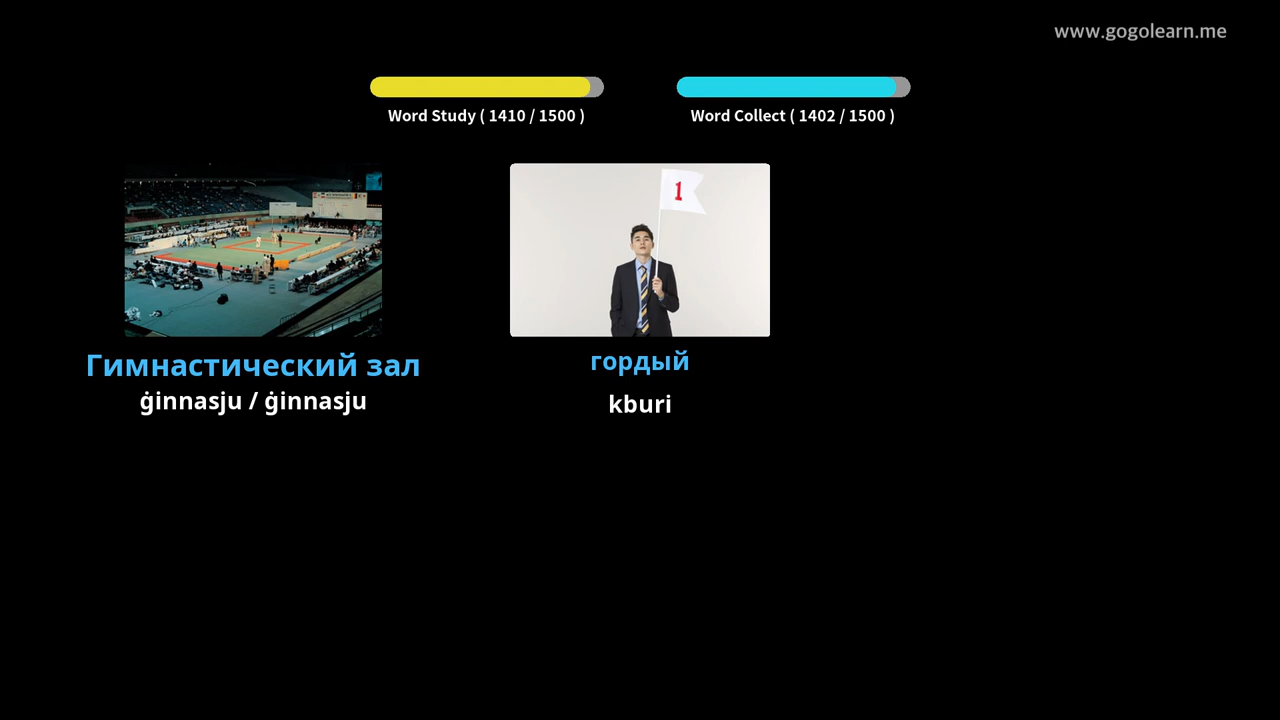 www.gogolearn.me
Word Study ( 1410 / 1500 )
Word Collect ( 1402 / 1500 )
1
Гимнастический зал
ġinnasju / ġinnasju
гордый
kburi